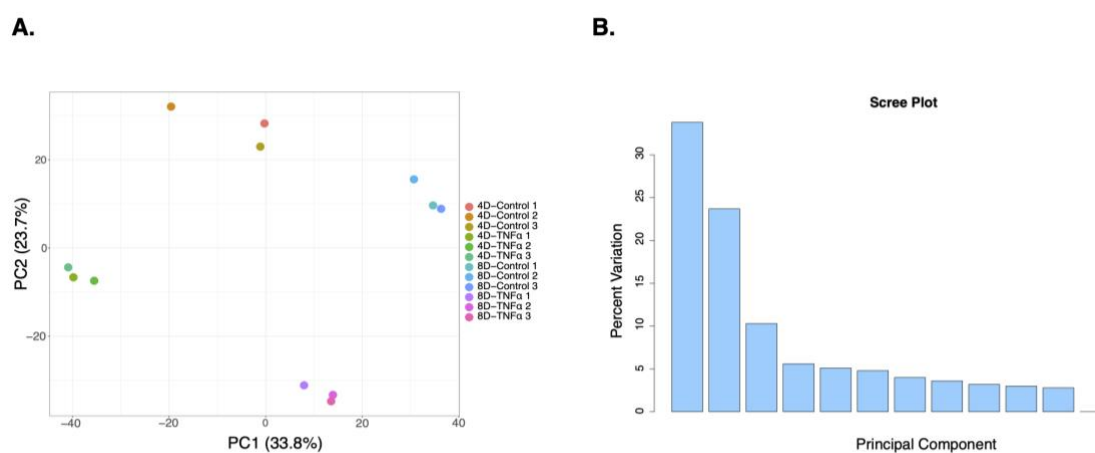 A.
B.
PC2 (23.7%)
20
0
−20
−40
−20
0
20
40
PC1 (33.8%)
4D−Control 1
4D−Control 2
4D−Control 3
4D−TNFα 1
4D−TNFα 2
4D−TNFα 3
8D−Control 1
8D−Control 2
8D−Control 3
8D−TNFα 1
8D−TNFα 2
8D−TNFα 3
Scree Plot
Percent Variation
30
25
20
15
10
5
0
Principal Component